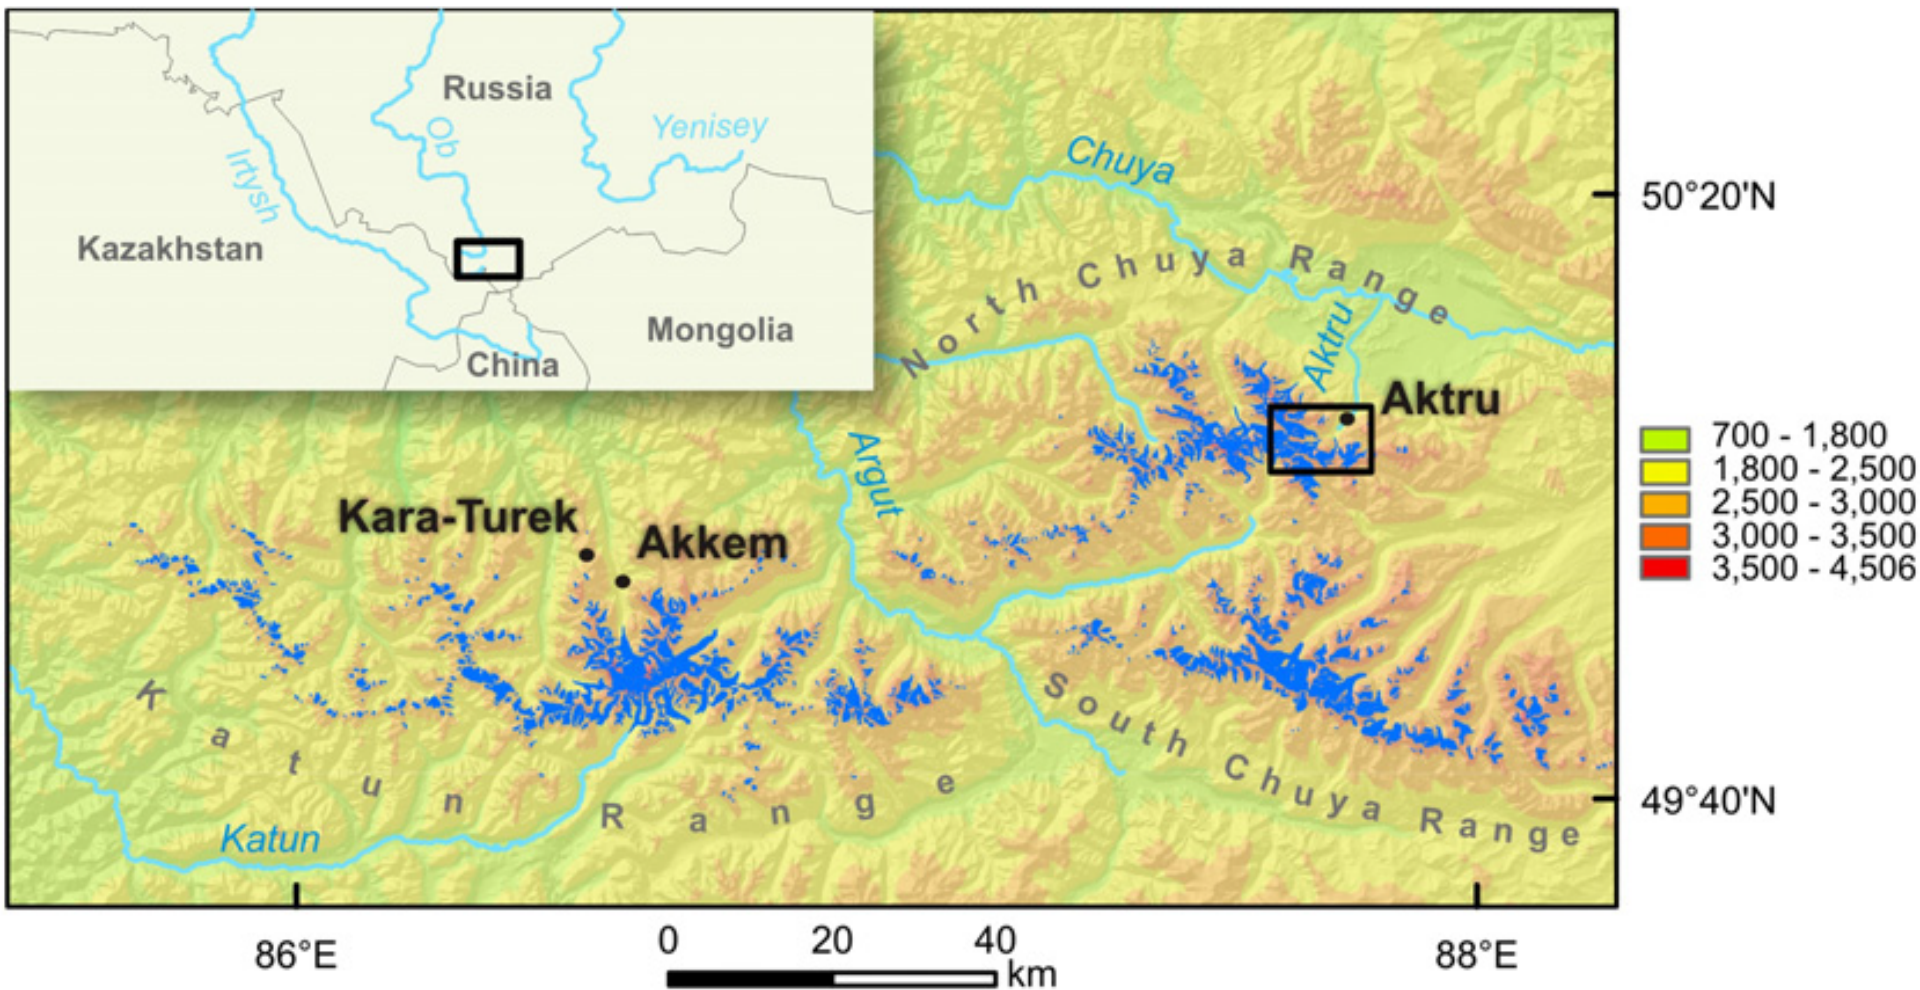 Russia
Ob
Yenisey
Irtysh
Kazakhstan
Mongolia
China
Chuya
50°20'N
North Chuya Range
Aktru
Aktru
Argut
700 - 1,800
1,800 - 2,500
2,500 - 3,000
3,000 - 3,500
3,500 - 4,506
Kara-Turek
Akkem
Katun Range
South Chuya Range
49°40'N
Katun
86°E
0 20 40
km
88°E